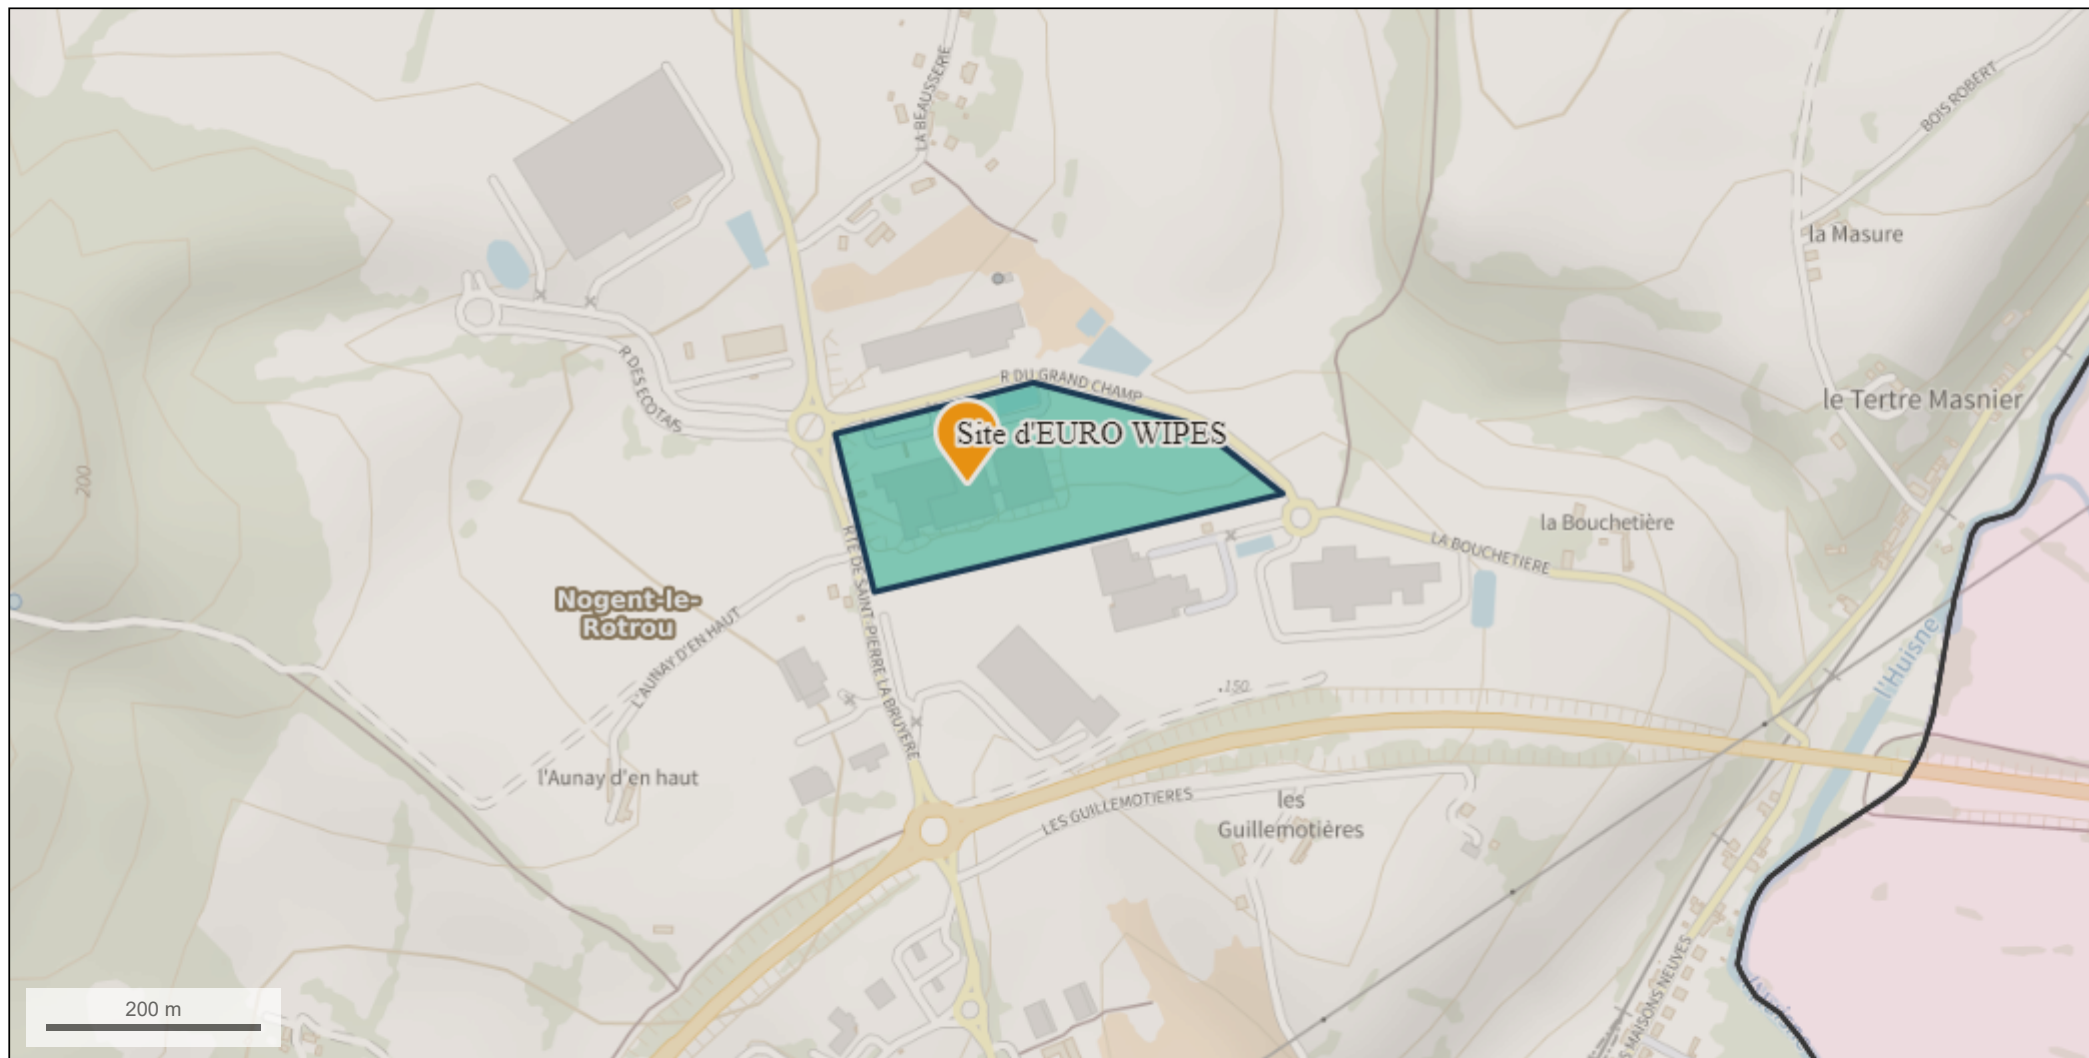 LA BEAUSSERIE
BOIS ROBERT
la Masure
R DES ECOTAIS
R DU GRAND CHAMP
le Tertre Masnier
Site d'EURO WIPES
200
la Bouchetière
LA BOUCHETIERE
RTE DE SAINT PIERRE LA BRUYERE
Nogent-le-
Rotrou
L'AUNAY D'EN HAUT
l'Huisne
.150
l'Aunay d'en haut
LES GUILLEMOTIERES
les
Guillemotières
S MAISONS NEUVES
200 m